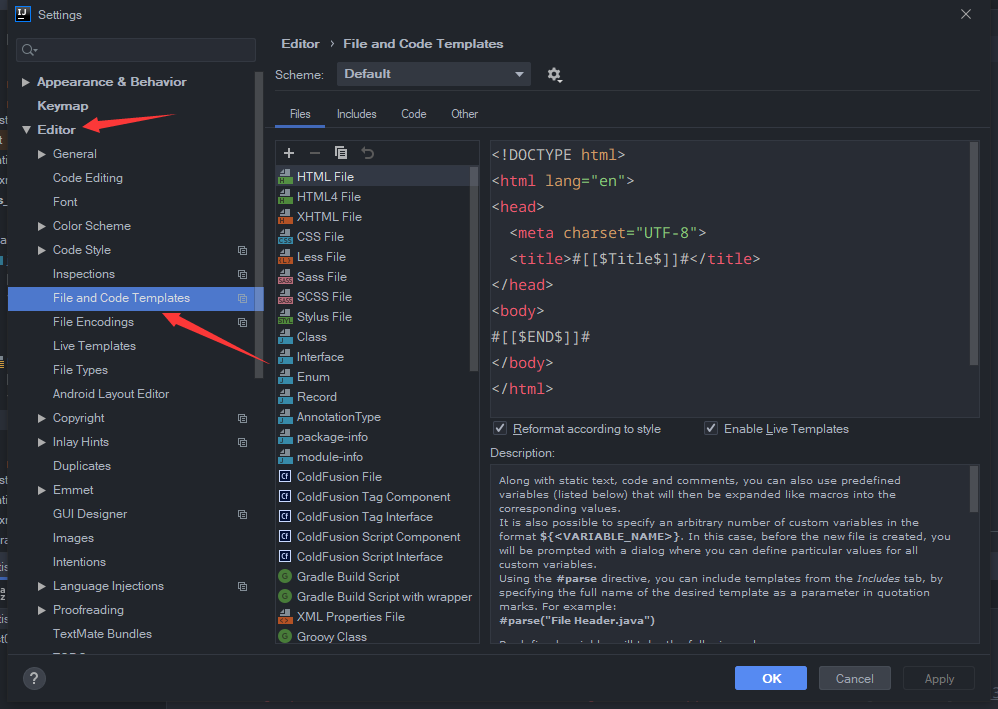 Settings
Editor › File and Code Templates
Scheme:
Default
Files
Includes
Code
Other
Appearance & Behavior
Keymap
Editor
General
Code Editing
Font
Color Scheme
Code Style
Inspections
File and Code Templates
File Encodings
Live Templates
File Types
Android Layout Editor
Copyright
Inlay Hints
Duplicates
Emmet
GUI Designer
Images
Intentions
Language Injections
Proofreading
TextMate Bundles
HTML File
HTML4 File
XHTML File
CSS File
Less File
Sass File
SCSS File
Stylus File
Class
Interface
Enum
Record
AnnotationType
package-info
module-info
ColdFusion File
ColdFusion Tag Component
ColdFusion Tag Interface
ColdFusion Script Component
ColdFusion Script Interface
Gradle Build Script
Gradle Build Script with wrapper
XML Properties File
Groovy Class
<!DOCTYPE html>
<html lang="en">
<head>
<meta charset="UTF-8">
<title>#[[$Title$]]#</title>
</head>
<body>
#[[$END$]]#
</body>
</html>
Reformat according to style
Enable Live Templates
Description:
Along with static text, code and comments, you can also use predefined
variables (listed below) that will then be expanded like macros into the
corresponding values.
It is also possible to specify an arbitrary number of custom variables in the
format ${<VARIABLE_NAME>}. In this case, before the new file is created, you
will be prompted with a dialog where you can define particular values for all
custom variables.
Using the #parse directive, you can include templates from the Includes tab, by
specifying the full name of the desired template as a parameter in quotation
marks. For example:
#parse("File Header.java")
?
OK
Cancel
Apply